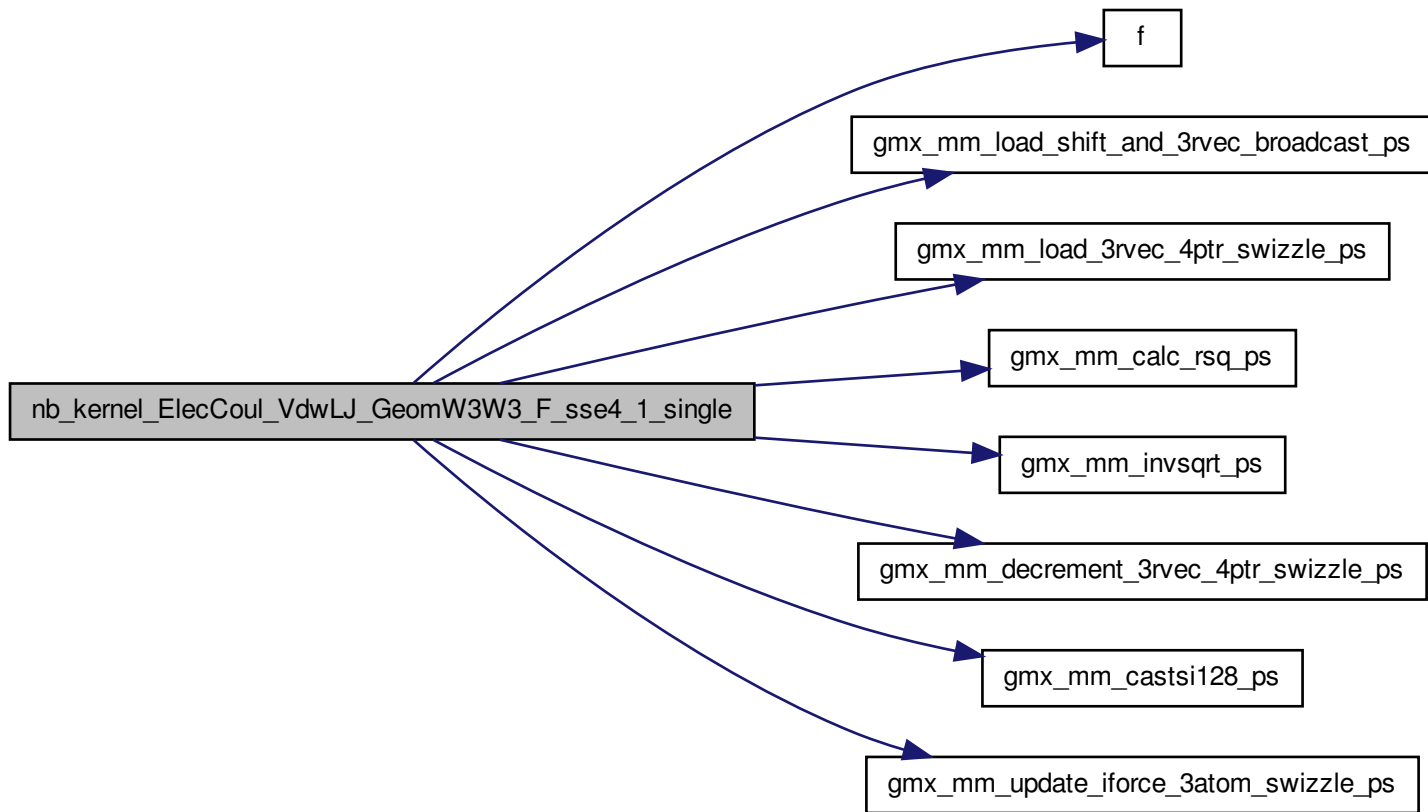 f
gmx_mm_load_shift_and_3rvec_broadcast_ps
gmx_mm_load_3rvec_4ptr_swizzle_ps
gmx_mm_calc_rsq_ps
nb_kernel_ElecCoul_VdwLJ_GeomW3W3_F_sse4_1_single
gmx_mm_invsqrt_ps
gmx_mm_decrement_3rvec_4ptr_swizzle_ps
gmx_mm_castsi128_ps
gmx_mm_update_iforce_3atom_swizzle_ps